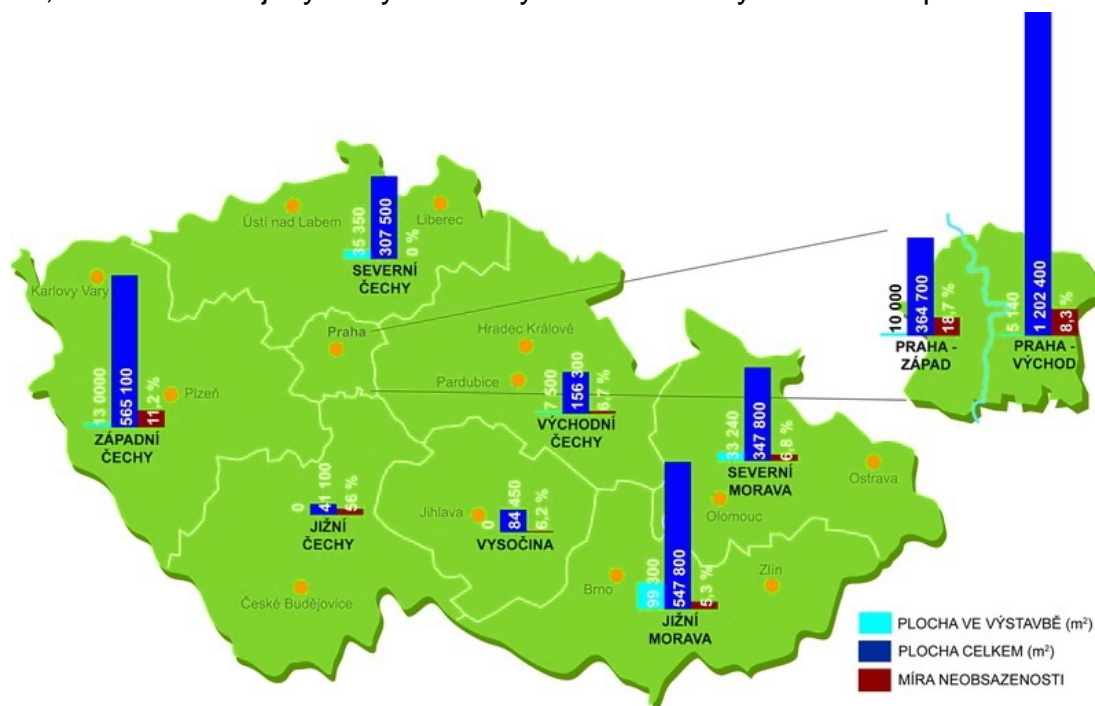 Ústí nad Labem
Liberec
35 350
307 500
0 %
SEVERNÍ
ČECHY
Karlovy Vary
Plzeň
13 0000
565 100
11,2 %
ZÁPADNÍ
ČECHY
Praha
Hradec Králové
Pardubice
7 500
156 300
6,7 %
VÝCHODNÍ
ČECHY
10 000
364 700
18,7 %
PRAHA -
ZÁPAD
5 140
1 202 400
8,3 %
PRAHA -
VÝCHOD
33 240
347 800
6,8 %
SEVERNÍ
MORAVA
Ostrava
Olomouc
0
41 100
56 %
JIŽNÍ
ČECHY
České Budějovice
Jihlava
0
84 450
6,2 %
VYSOČINA
Brno
Zlín
99 300
547 800
5,3 %
JIŽNÍ
MORAVA
PLOCHA VE VÝSTAVBĚ (m²)
PLOCHA CELKEM (m²)
MÍRA NEOBSAZENOSTI